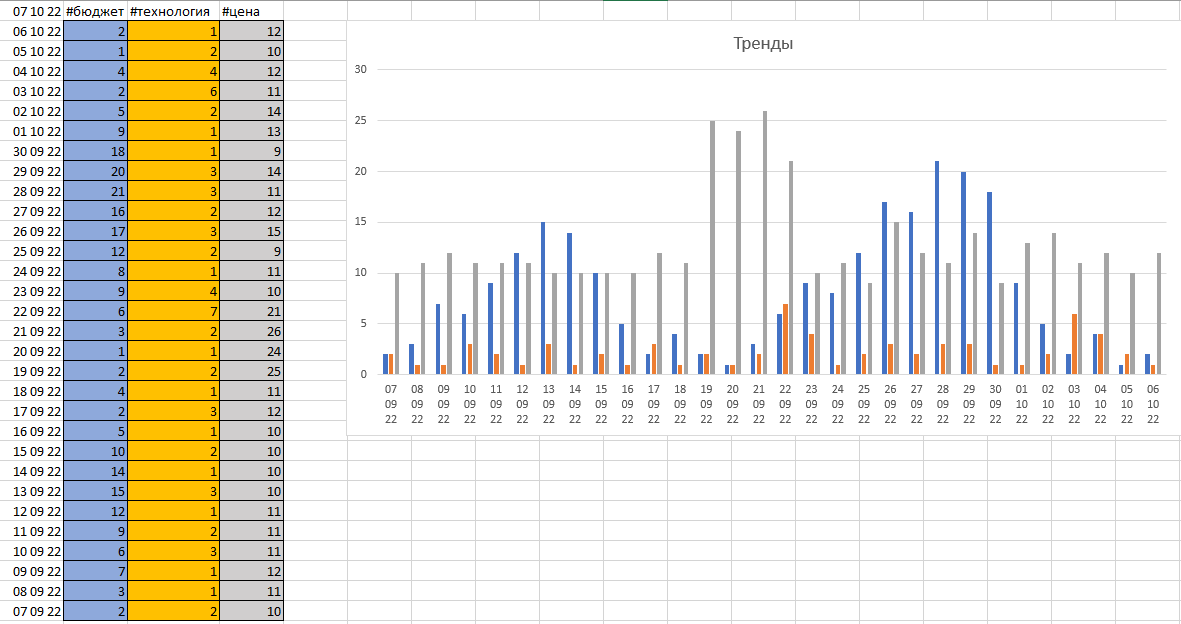 07 10 22 #бюджет #технология #цена
06 10 22 2 1 12
05 10 22 1 2 10
04 10 22 4 4 12
03 10 22 2 6 11
02 10 22 5 2 14
01 10 22 9 1 13
30 09 22 18 1 9
29 09 22 20 3 14
28 09 22 21 3 11
27 09 22 16 2 12
26 09 22 17 3 15
25 09 22 12 2 9
24 09 22 8 1 11
23 09 22 9 4 10
22 09 22 6 7 21
21 09 22 3 2 26
20 09 22 1 1 24
19 09 22 2 2 25
18 09 22 4 1 11
17 09 22 2 3 12
16 09 22 5 1 10
15 09 22 10 2 10
14 09 22 14 1 10
13 09 22 15 3 10
12 09 22 12 1 11
11 09 22 9 2 11
10 09 22 6 3 11
09 09 22 7 1 12
08 09 22 3 1 11
07 09 22 2 2 10
Тренды
30
25
20
15
10
5
0
07 08 09 10 11 12 13 14 15 16 17 18 19 20 21 22 23 24 25 26 27 28 29 30 01 02 03 04 05 06
09 09 09 09 09 09 09 09 09 09 09 09 09 09 09 09 09 09 09 09 09 09 09 09 10 10 10 10 10 10
22 22 22 22 22 22 22 22 22 22 22 22 22 22 22 22 22 22 22 22 22 22 22 22 22 22 22 22 22 22